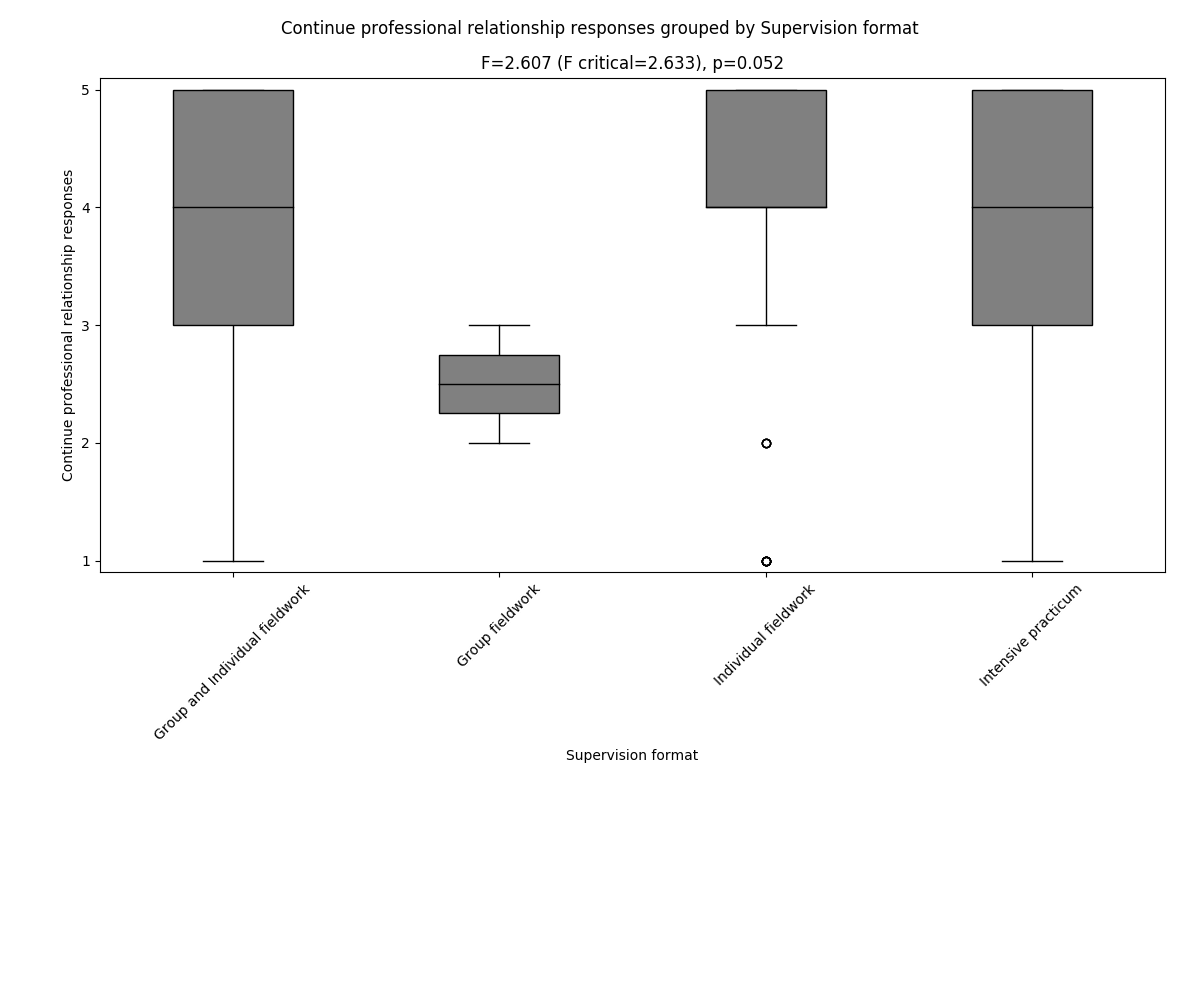 Continue professional relationship responses grouped by Supervision format
F=2.607 (F critical=2.633), p=0.052
Continue professional relationship responses
5
4
3
2
1
Group and Individual fieldwork
Group fieldwork
Individual fieldwork
Intensive practicum
Supervision format